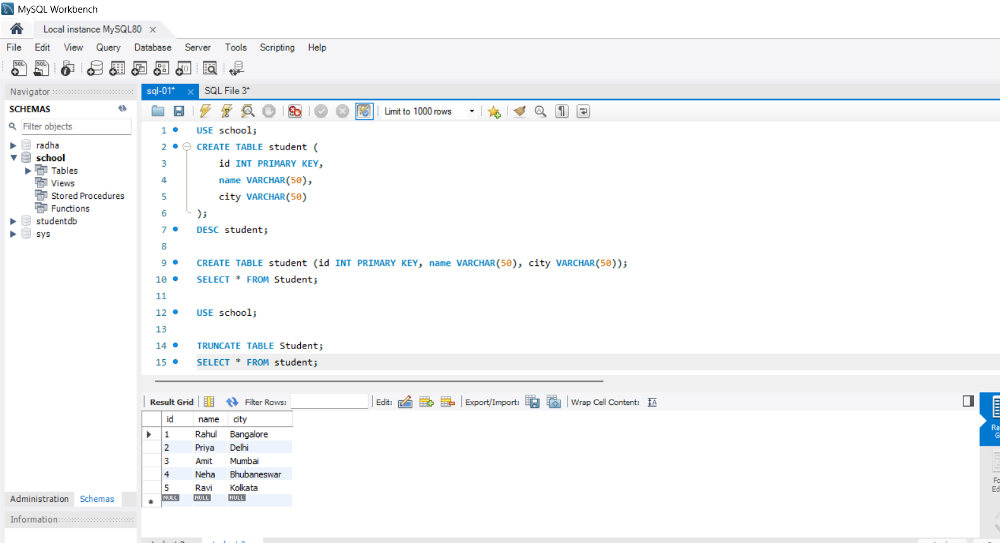 MySQL Workbench
Local instance MySQL80
File Edit View Query Database Server Tools Scripting Help
Navigator
sql-01* SQL File 3*
SCHEMAS
Limit to 1000 rows
Filter objects
radha
school
Tables
Views
Stored Procedures
Functions
studentdb
sys
1 USE school;
2 CREATE TABLE student (
3 id INT PRIMARY KEY,
4 name VARCHAR(50),
5 city VARCHAR(50)
6 );
7 DESC student;
8
9 CREATE TABLE student (id INT PRIMARY KEY, name VARCHAR(50), city VARCHAR(50));
10 SELECT * FROM Student;
11
12 USE school;
13
14 TRUNCATE TABLE Student;
15 SELECT * FROM student;
Result Grid Filter Rows: Edit: Export/Import: Wrap Cell Content:
id name city
1 Rahul Bangalore
2 Priya Delhi
3 Amit Mumbai
4 Neha Bhubaneswar
5 Ravi Kolkata
NULL NULL NULL
Administration Schemas
Information